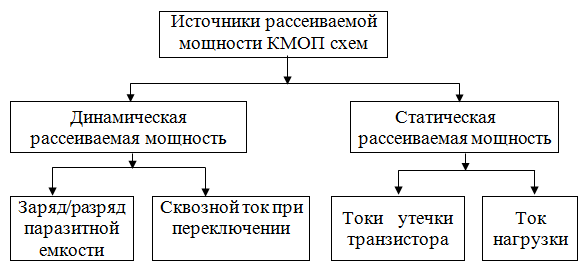 Источники рассеиваемой
мощности КМОП схем
Динамическая
рассеиваемая мощность
Статическая
рассеиваемая мощность
Заряд/разряд
паразитной
емкости
Сквозной ток при
переключении
Токи утечки
транзистора
Ток
нагрузки